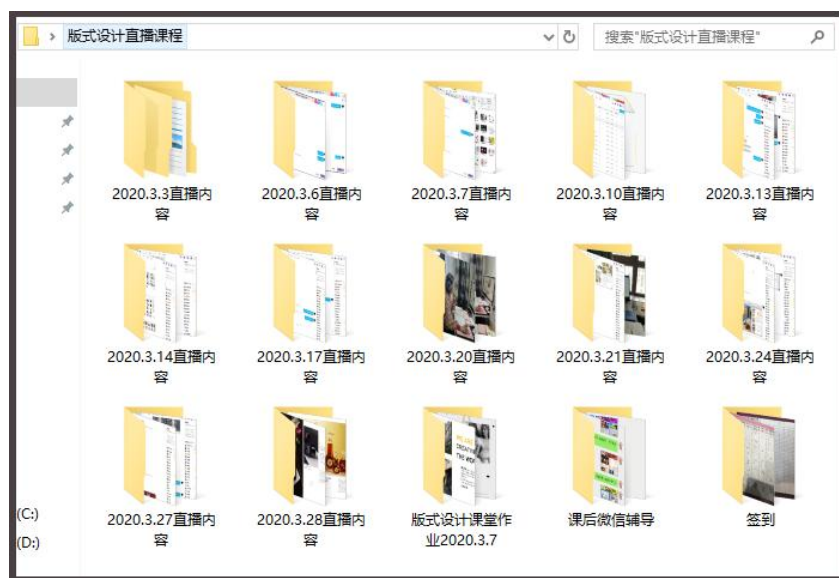 版式设计直播课程
搜索"版式设计直播课程"
2020.3.3直播内
容
2020.3.6直播内
容
2020.3.7直播内
容
2020.3.10直播内
容
2020.3.13直播内
容
2020.3.14直播内
容
2020.3.17直播内
容
2020.3.20直播内
容
2020.3.21直播内
容
2020.3.24直播内
容
2020.3.27直播内
容
2020.3.28直播内
容
版式设计课堂作
业2020.3.7
课后微信辅导
签到
(C:)
(D:)